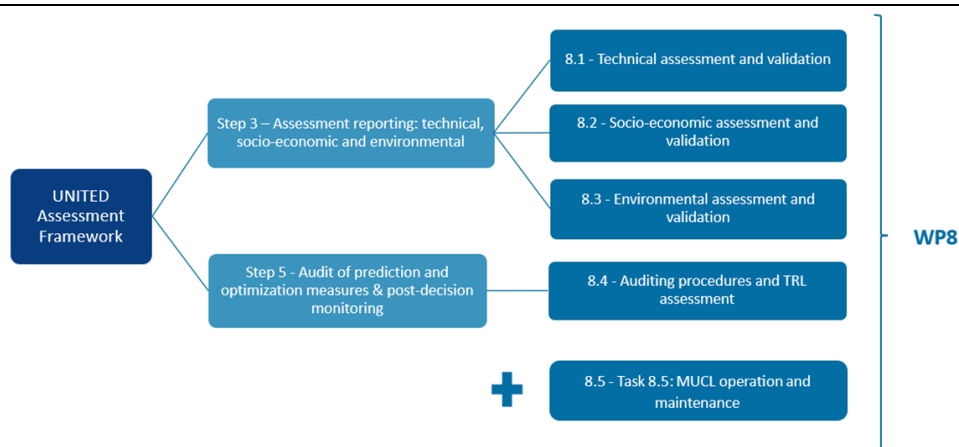 UNITED
Assessment
Framework
Step 3 – Assessment reporting: technical,
socio-economic and environmental
Step 5 - Audit of prediction and
optimization measures & post-decision
monitoring
8.1 - Technical assessment and validation
8.2 - Socio-economic assessment and
validation
8.3 - Environmental assessment and
validation
8.4 - Auditing procedures and TRL
assessment
8.5 - Task 8.5: MUCL operation and
maintenance
WP8